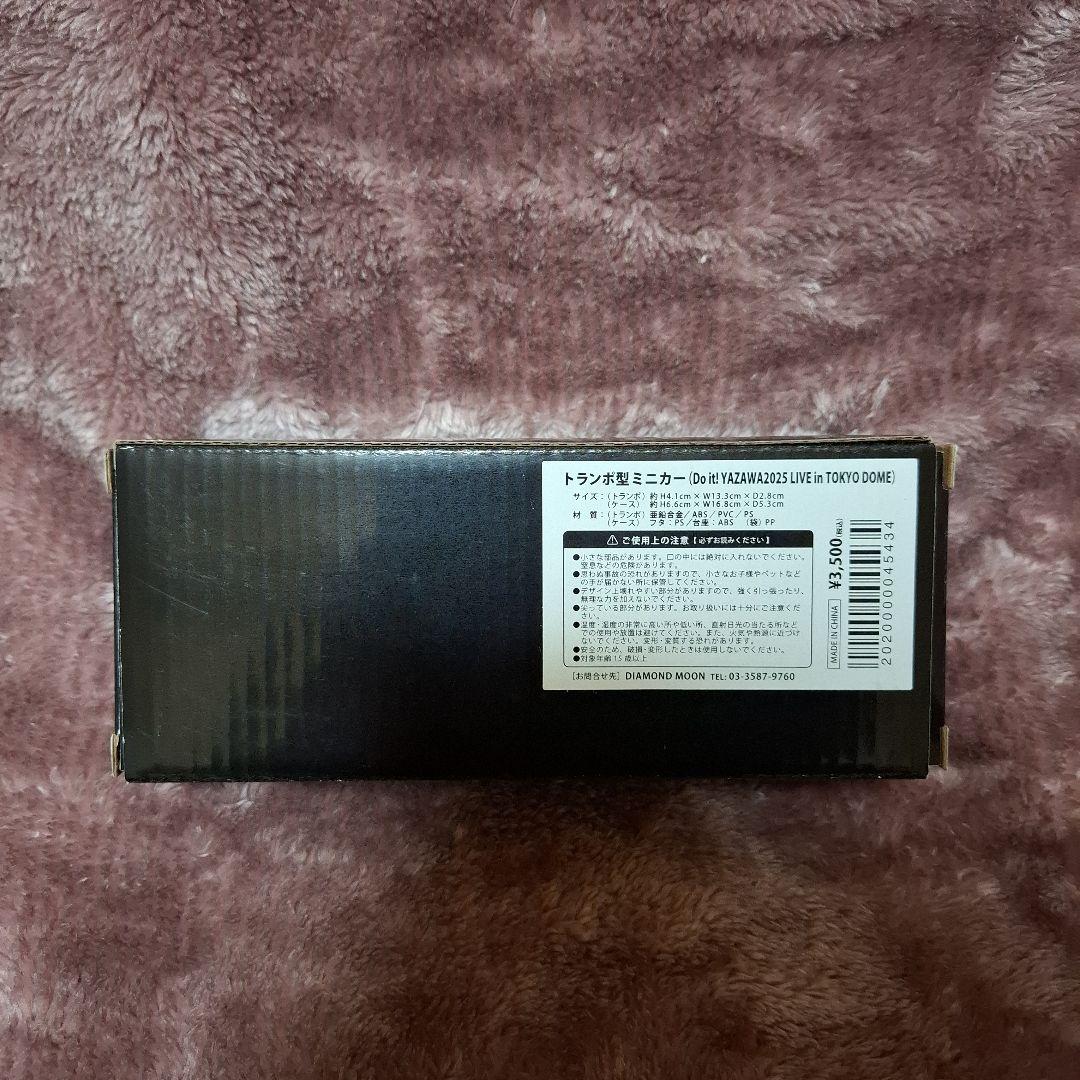 トランポ型 ミニカー（Do it! YAZAWA2025 LIVE in TOKYO DOME）
サイズ：（トランポ）約 H4.1cm × W13.3cm × D2.8cm
（ケース）約 H6.6cm × W16.8cm × D5.3cm
材　質：（トランポ）亜鉛合金／ABS／PVC／PS
（ケース）フタ：PS／台座：ABS　（袋）PP
ご使用上の注意【必ずお読みください】
●小さな部品があります。口の中には絶対に入れないでください。
窒息などの危険があります。
●思わぬ事故の恐れがありますので、小さなお子様やペットなど
の手が届かない所に保管してください。
●デザイン上壊れやすい部分がありますので、強く引っ張ったり、
無理な力を加えないでください。
●尖っている部分があります。お取り扱いには十分にご注意くださ
い。
●温度・湿度の非常に高い所や低い所、直射日光の当たる所など
での使用や放置は避けてください。また、火気や熱源に近づけ
ないでください。変形・変質する恐れがあります。
●安全のため、破損・変形したときは使用しないでください。
●対象年齢15歳以上
［お問合せ先］DIAMOND MOON TEL: 03-3587-9760
MADE IN CHINA
¥3,500(税込)
2020000045434